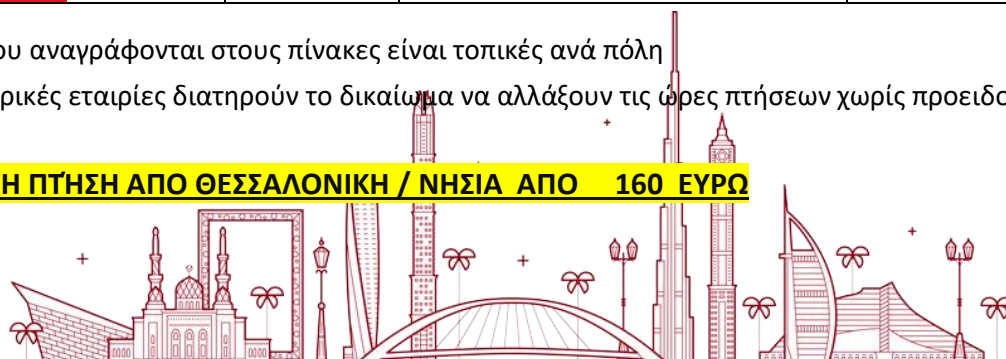 ου αναγράφονται στους πίνακες είναι τοπικές ανά πόλη
ρικές εταιρίες διατηρούν το δικαίωμα να αλλάξουν τις ώρες πτήσεων χωρίς προειδο
Η ΠΤΉΣΗ ΑΠΟ ΘΕΣΣΑΛΟΝΙΚΗ / ΝΗΣΙΑ ΑΠΟ 160 ΕΥΡΩ